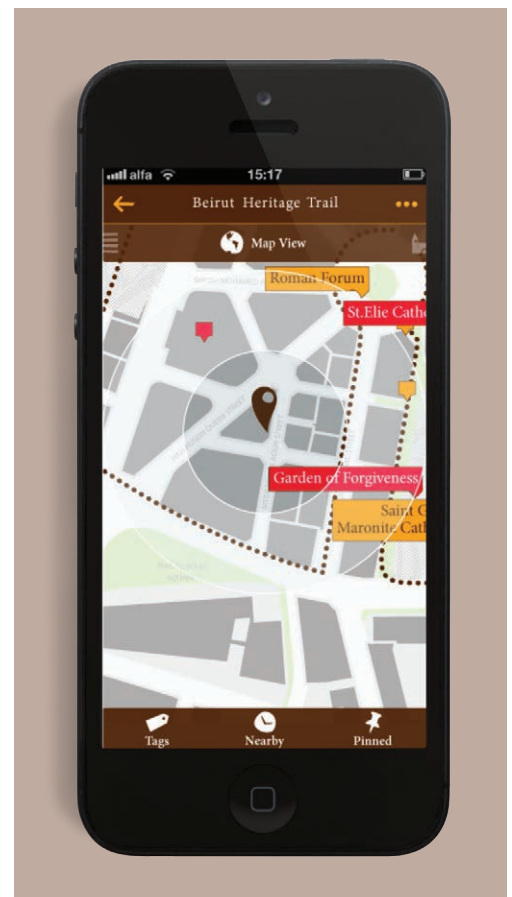 alfa
15:17
Beirut Heritage Trail
Map View
Roman Forum
St.Elie Cath
Garden of Forgiveness
Saint G
Maronite Cath
Tags
Nearby
Pinned